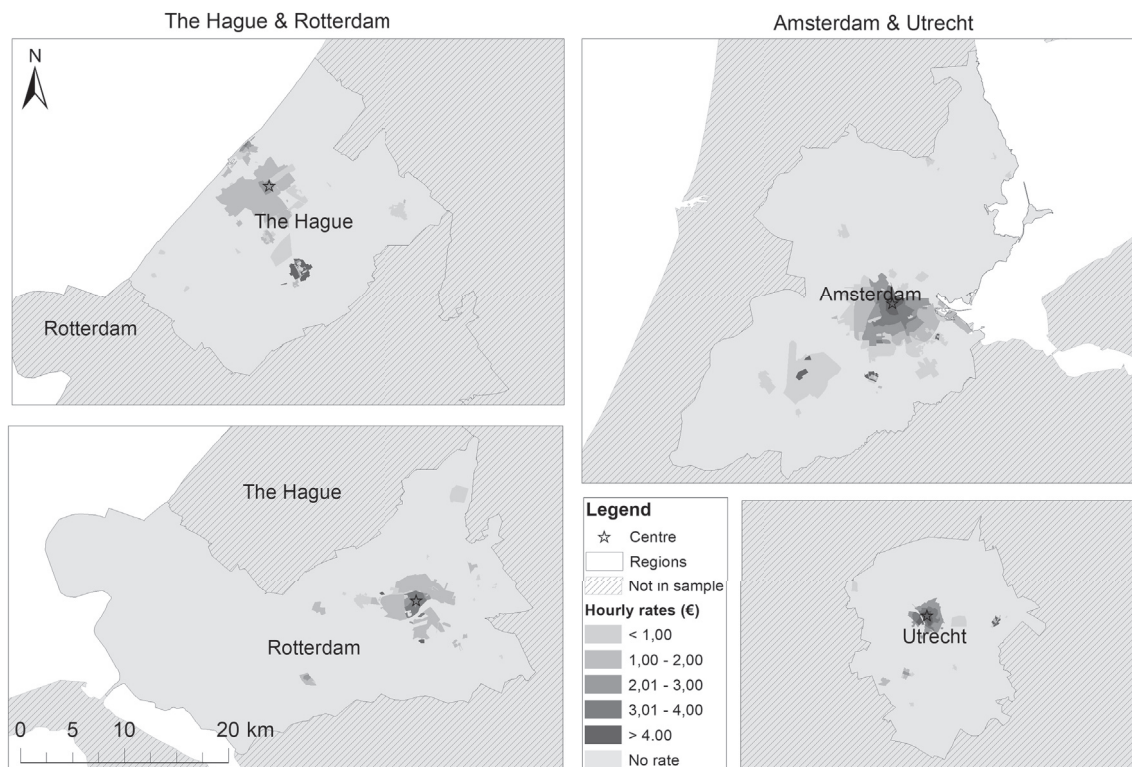 The Hague & Rotterdam
Amsterdam & Utrecht
N
The Hague
Rotterdam
Amsterdam
The Hague
Rotterdam
0 5 10 20 km
Legend
Centre
Regions
Not in sample
Hourly rates (€)
< 1,00
1,00 - 2,00
2,01 - 3,00
3,01 - 4,00
> 4.00
No rate
Utrecht